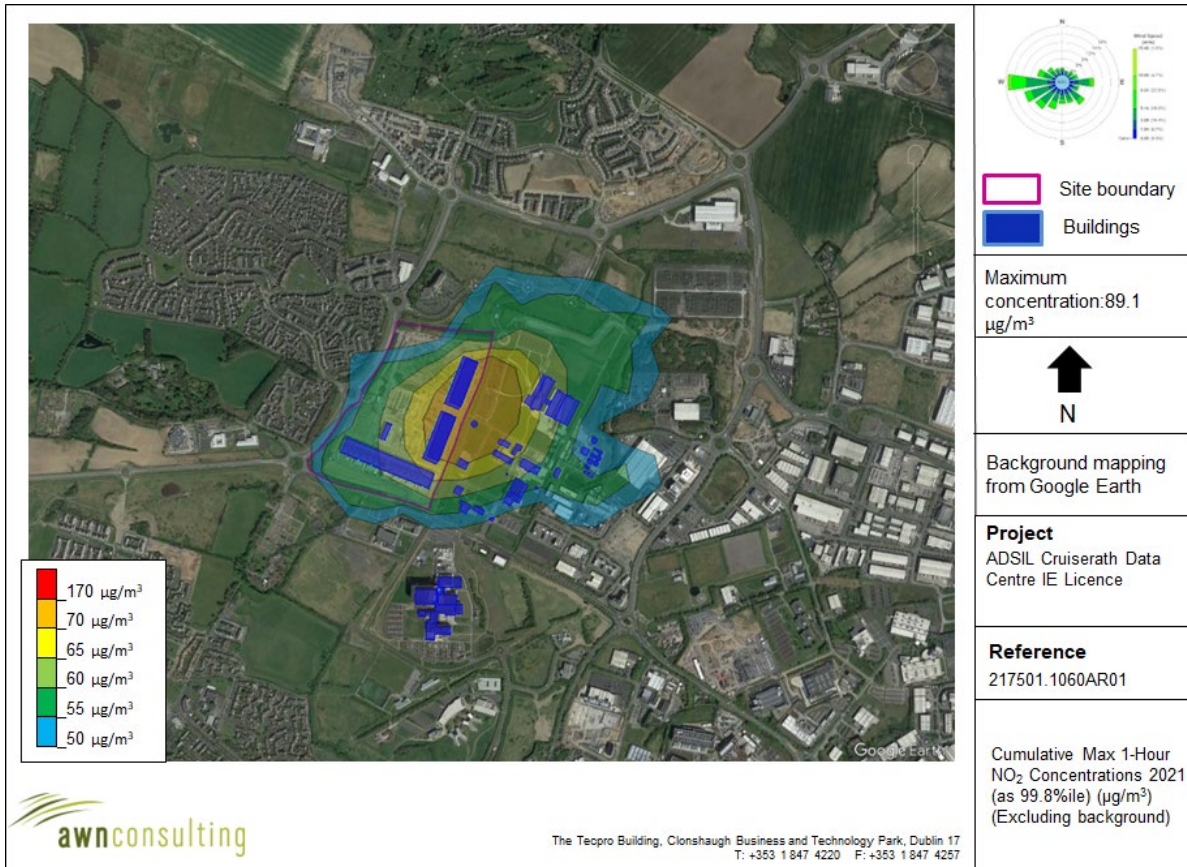 N
W
E
S
Site boundary
Buildings
Maximum
concentration:89.1
µg/m³
N
Background mapping
from Google Earth
Project
ADSIL Cruiserath Data
Centre IE Licence
Reference
217501.1060AR01
Cumulative Max 1-Hour
NO₂ Concentrations 2021
(as 99.8%ile) (µg/m³)
(Excluding background)
170 µg/m³
70 µg/m³
65 µg/m³
60 µg/m³
55 µg/m³
50 µg/m³
Google Earth
awnconsulting
The Tecpro Building, Clonshaugh Business and Technology Park, Dublin 17
T: +353 1 847 4220 F: +353 1 847 4257